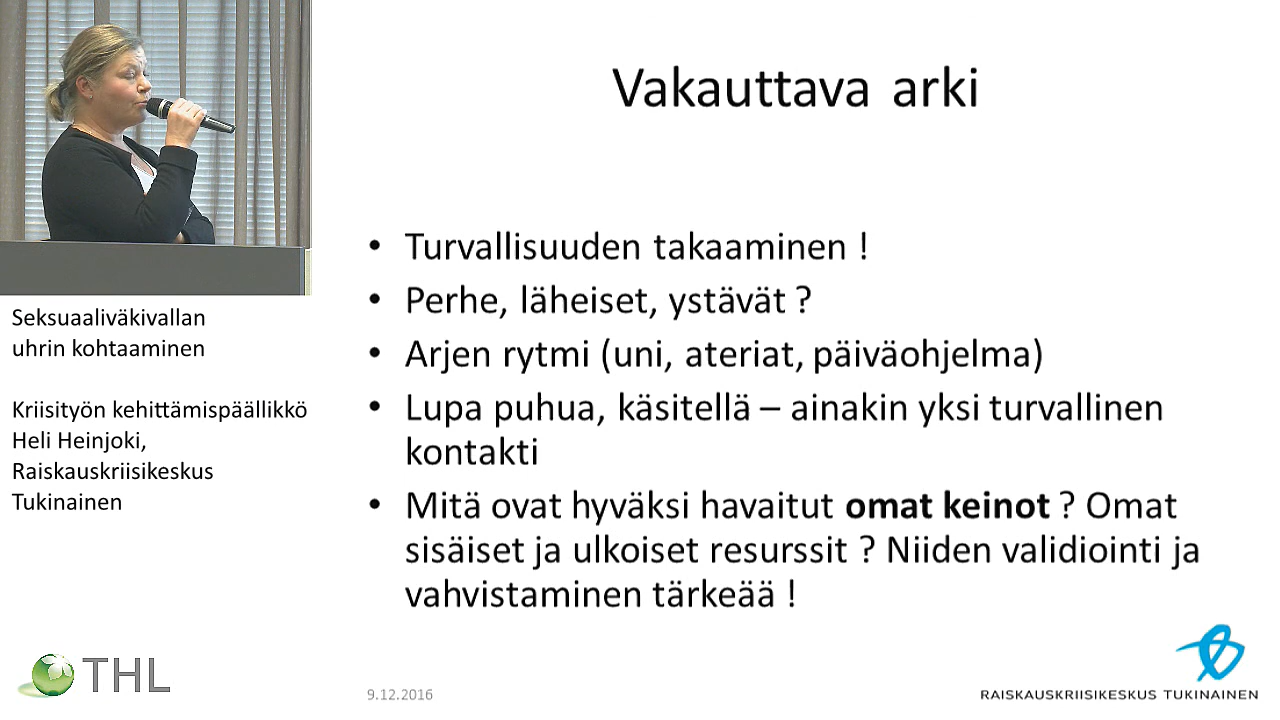 Vakauttava arki
• Turvallisuuden takaaminen !
• Perhe, läheiset, ystävät ?
• Arjen rytmi (uni, ateriat, päiväohjelma)
• Lupa puhua, käsitellä – ainakin yksi turvallinen
kontakti
• Mitä ovat hyväksi havaitut omat keinot ? Omat
sisäiset ja ulkoiset resurssit ? Niiden validiointi ja
vahvistaminen tärkeää !
Seksuaaliväkivallan
uhrin kohtaaminen
Kriisityön kehittämispäällikkö
Heli Heinjoki,
Raiskauskriisikeskus
Tukinainen
THL
9.12.2016
RAISKAUSKRIISIKESKUS TUKINAINEN